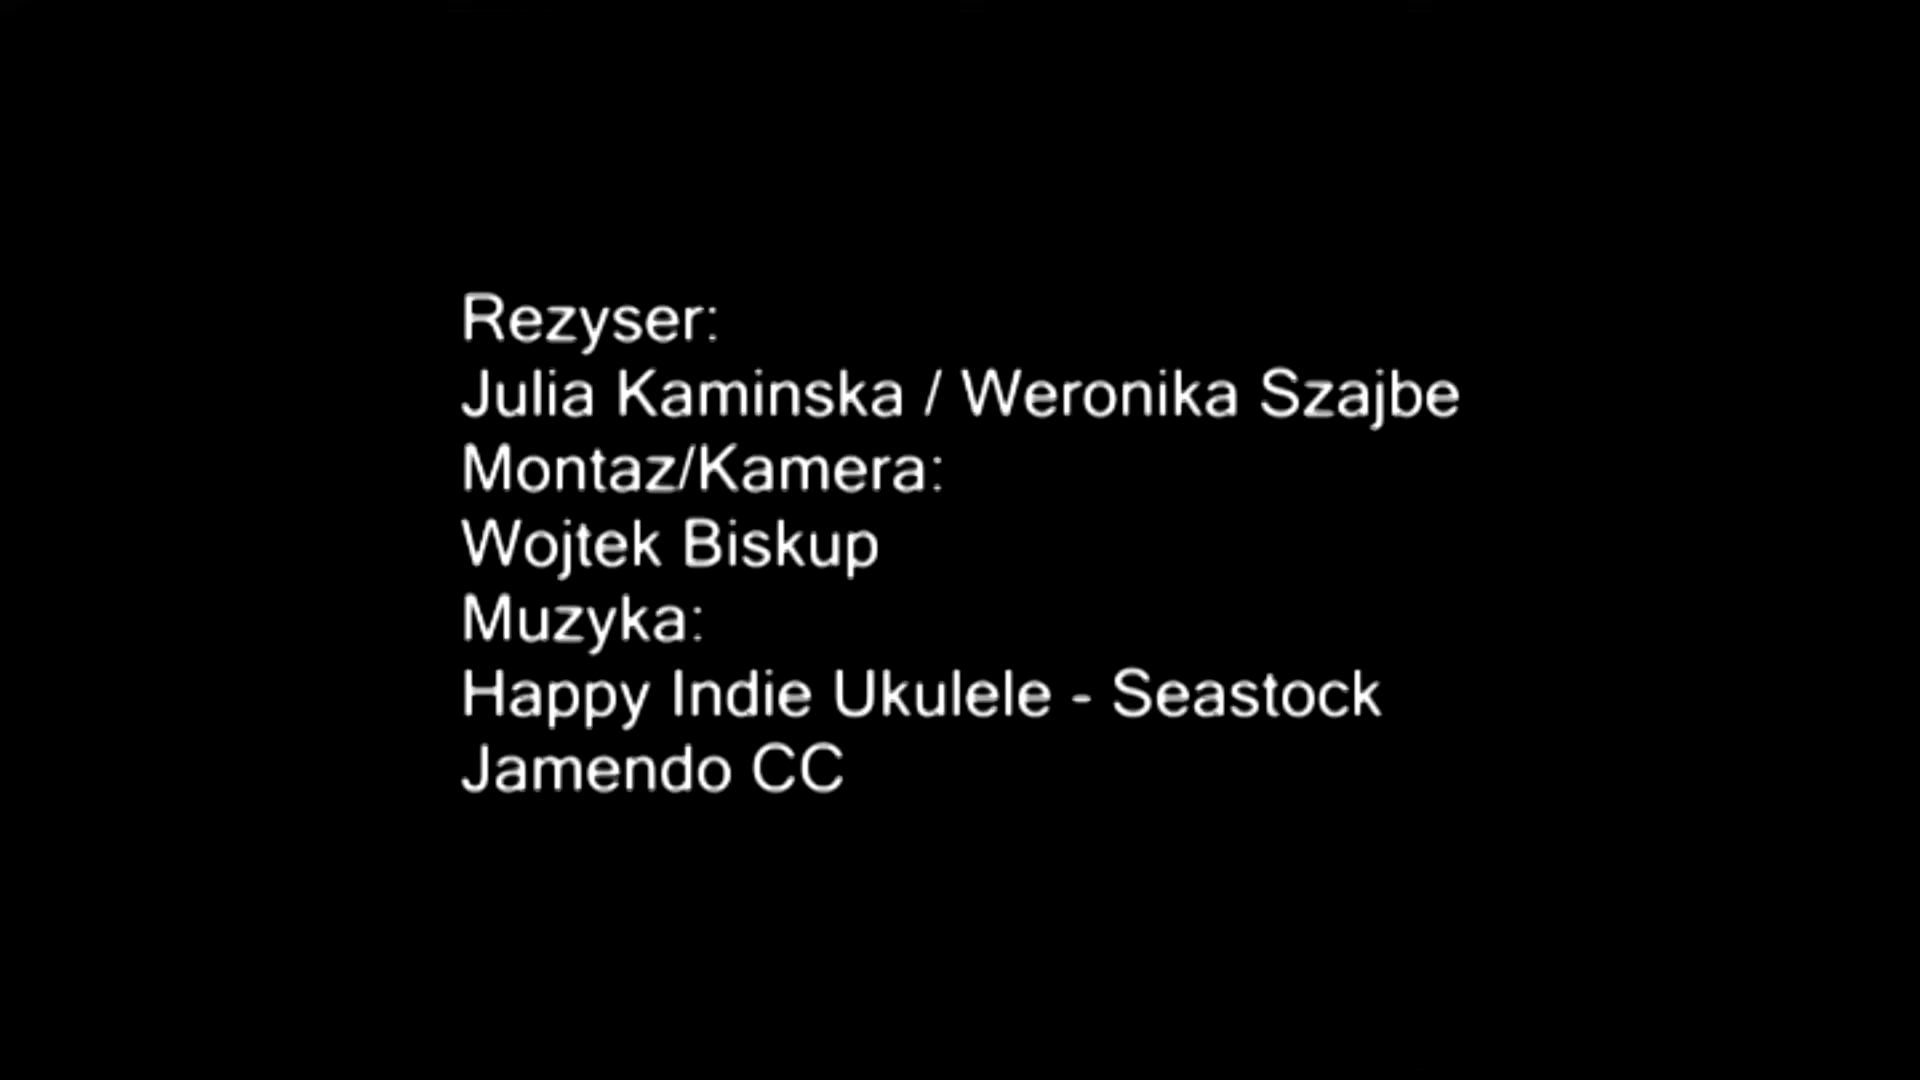 Rezyser:
Julia Kaminska / Weronika Szajbe
Montaz/Kamera:
Wojtek Biskup
Muzyka:
Happy Indie Ukulele - Seastock
Jamendo CC